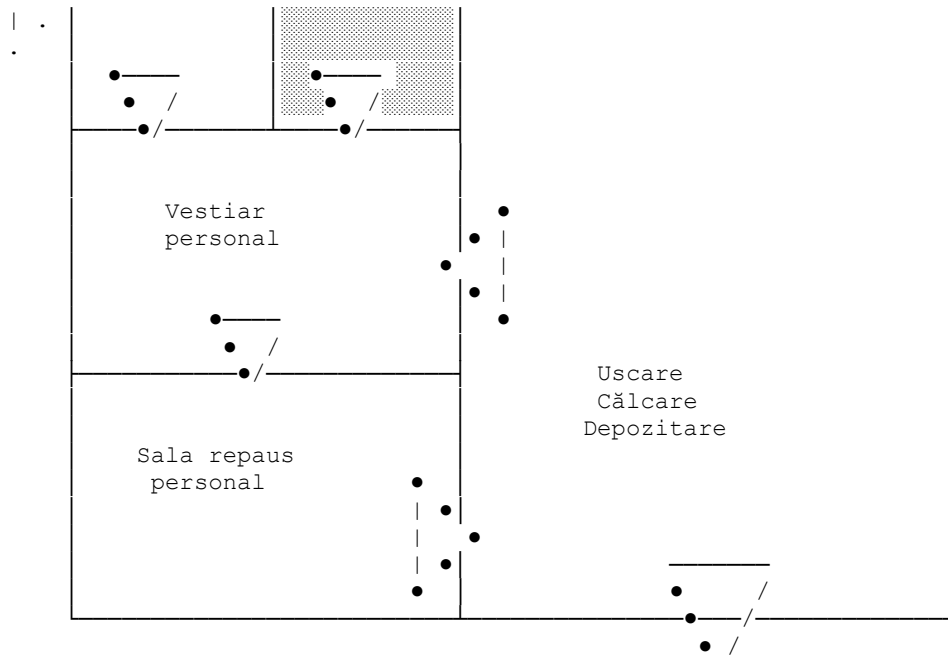 Vestiar
personal
Uscare
Călcare
Depozitare
Sala repaus
personal